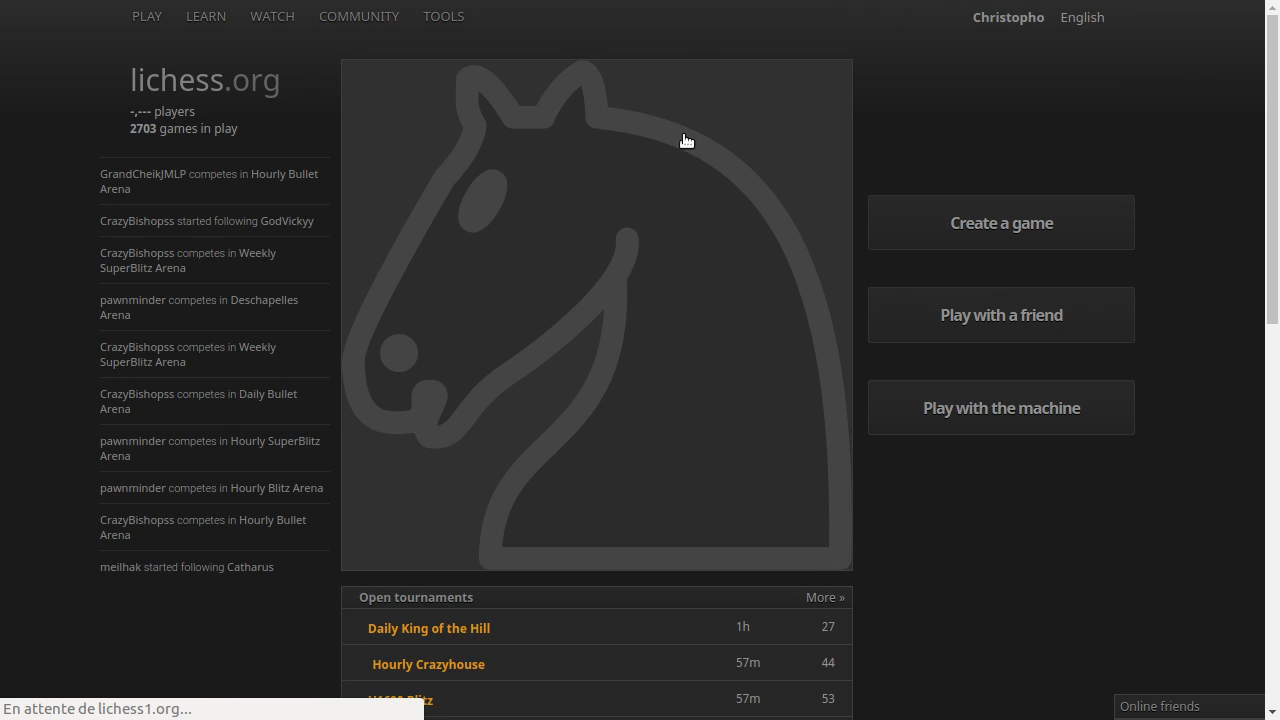 PLAY LEARN WATCH COMMUNITY TOOLS Christopho English
lichess.org
-,--- players
2703 games in play
GrandCheikJMLP competes in Hourly Bullet
Arena
CrazyBishopss started following GodVickyy
CrazyBishopss competes in Weekly
SuperBlitz Arena
pawnminder competes in Deschapelles
Arena
CrazyBishopss competes in Weekly
SuperBlitz Arena
CrazyBishopss competes in Daily Bullet
Arena
pawnminder competes in Hourly SuperBlitz
Arena
pawnminder competes in Hourly Blitz Arena
CrazyBishopss competes in Hourly Bullet
Arena
meilhak started following Catharus
Create a game
Play with a friend
Play with the machine
Open tournaments More »
Daily King of the Hill 1h 27
Hourly Crazyhouse 57m 44
Blitz 57m 53
En attente de lichess1.org...
Online friends